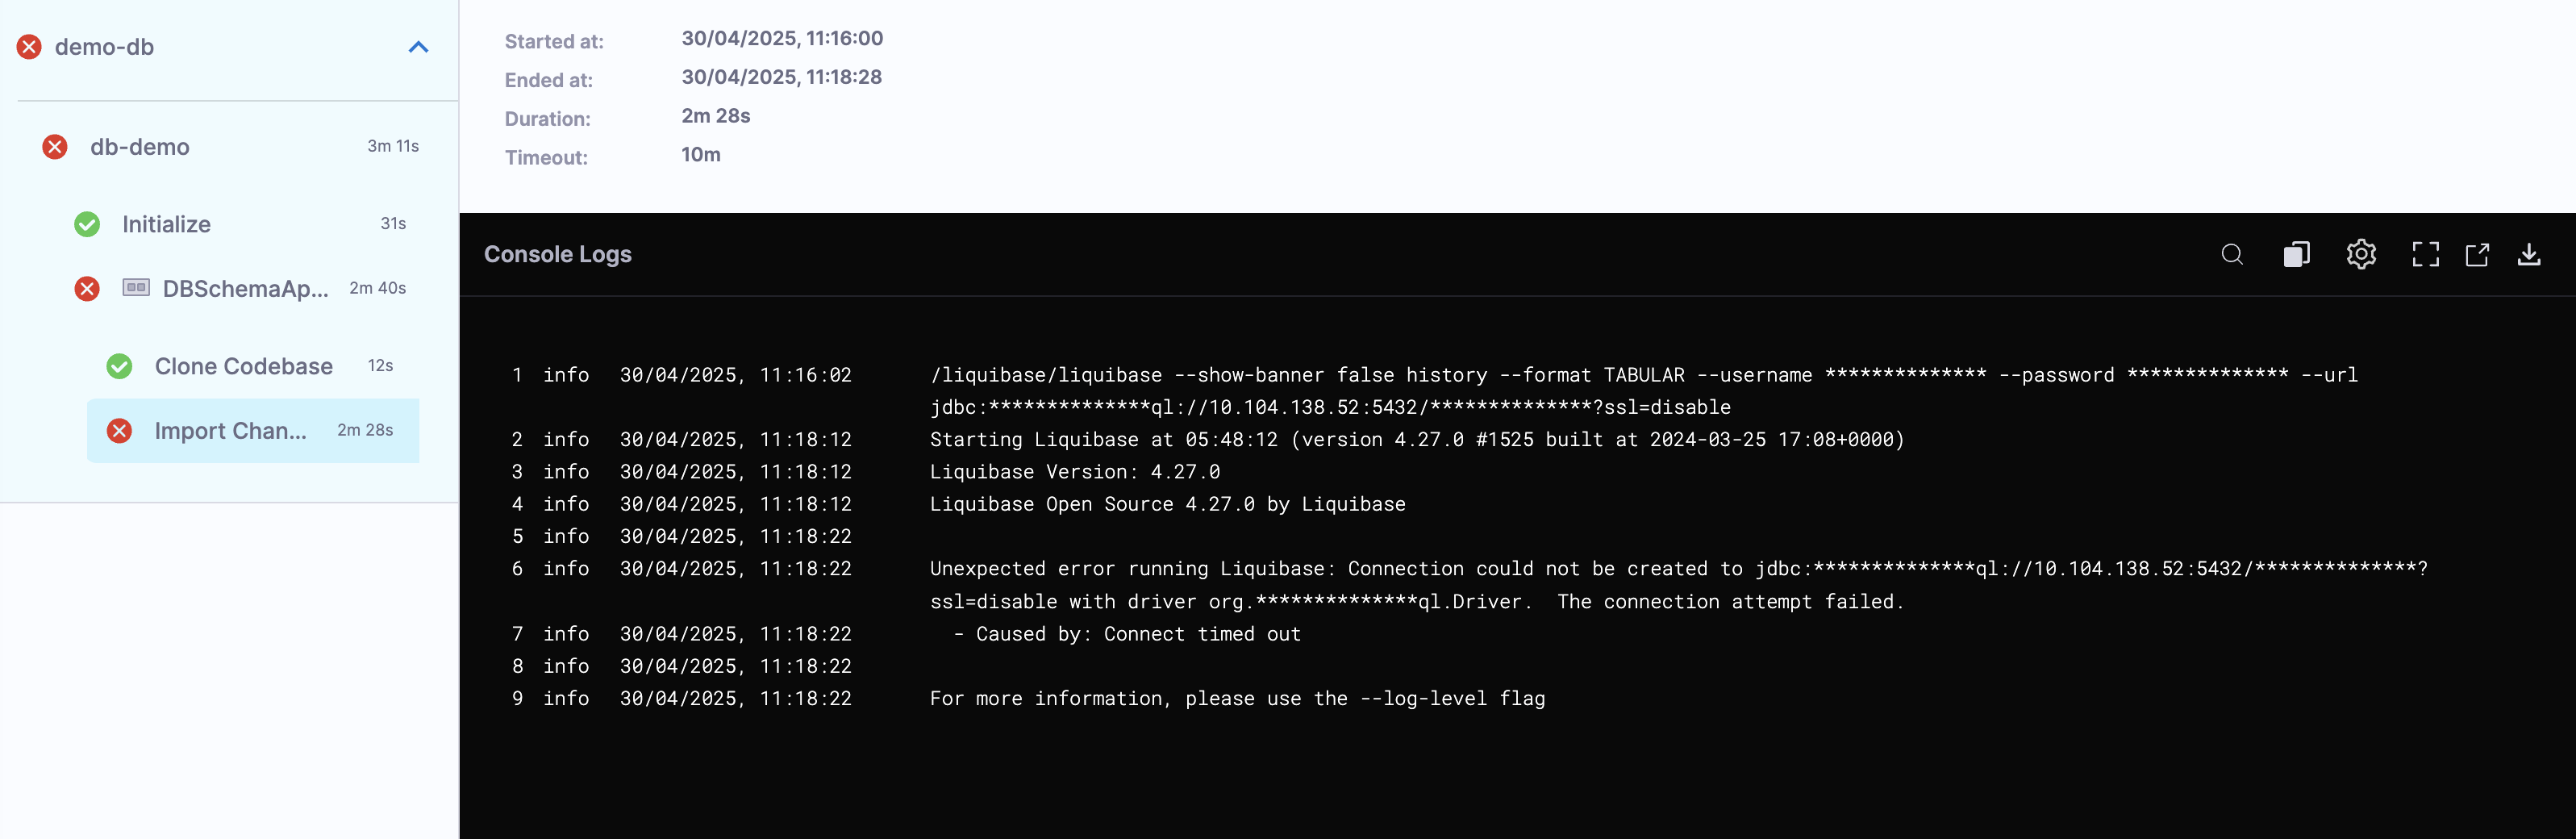 demo-db
db-demo 3m 11s
Initialize 31s
DBSchemaAp... 2m 40s
Clone Codebase 12s
Import Chan... 2m 28s
Started at: 30/04/2025, 11:16:00
Ended at: 30/04/2025, 11:18:28
Duration: 2m 28s
Timeout: 10m
Console Logs
1 info 30/04/2025, 11:16:02 /liquibase/liquibase --show-banner false history --format TABULAR --username ************** --password ************** --url
jdbc:**************ql://10.104.138.52:5432/**************?ssl=disable
2 info 30/04/2025, 11:18:12 Starting Liquibase at 05:48:12 (version 4.27.0 #1525 built at 2024-03-25 17:08+0000)
3 info 30/04/2025, 11:18:12 Liquibase Version: 4.27.0
4 info 30/04/2025, 11:18:12 Liquibase Open Source 4.27.0 by Liquibase
5 info 30/04/2025, 11:18:22
6 info 30/04/2025, 11:18:22 Unexpected error running Liquibase: Connection could not be created to jdbc:**************ql://10.104.138.52:5432/**************?
ssl=disable with driver org.**************ql.Driver.  The connection attempt failed.
7 info 30/04/2025, 11:18:22 - Caused by: Connect timed out
8 info 30/04/2025, 11:18:22
9 info 30/04/2025, 11:18:22 For more information, please use the --log-level flag